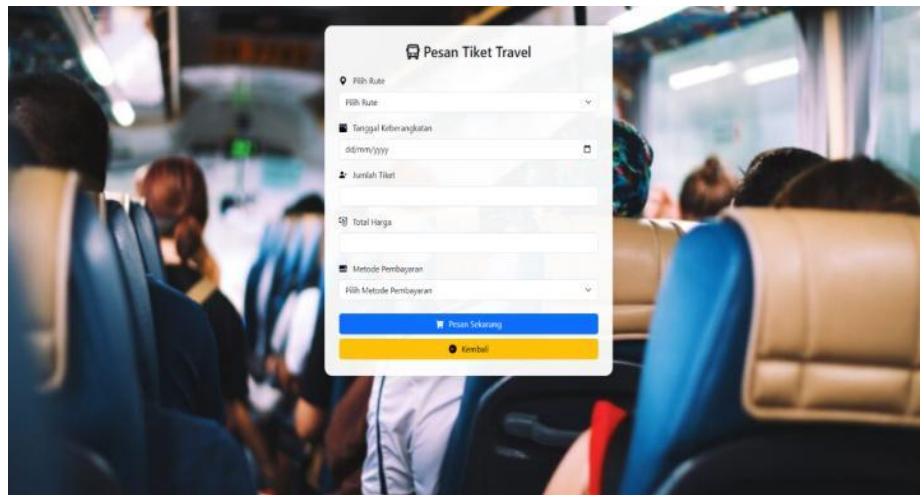 Pesan Tiket Travel
Pilih Rute
Pilih Rute
Tanggal Keberangkatan
dd/mm/yyyy
Jumlah Tiket
Total Harga
Metode Pembayaran
Pilih Metode Pembayaran
Pesan Sekarang
Kembali